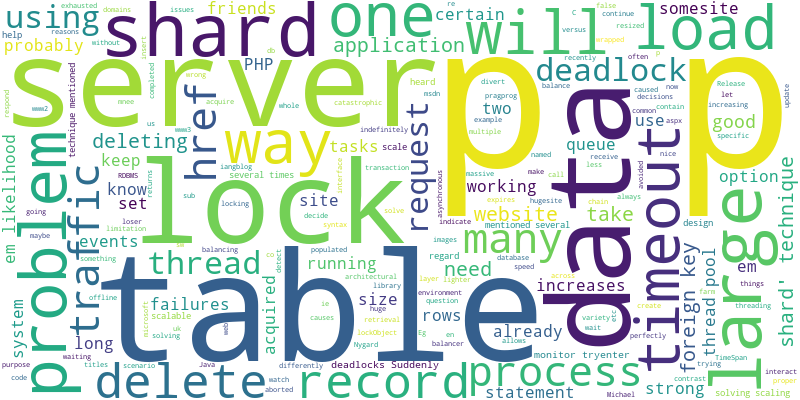 server
p p
table
lock
data
shard
one
will load
using
friends
certain
somesite
application
probably
PHP
deadlock
way
href
two
good
use
tasks
request
deleting
queue
option
problem
traffic
em likelihood
keep
know
set
several times
scale
site
working
website
take
timeout
large
technique
shard'
events
many
need
regard
thread
running
acquired
size
rows
increases
already
foreign key
thread pool
em
system
long
failures
scalable
delete
record
process
statement
monitor tryenter
strong
solving scaling
deadlocks Suddenly
mentioned several
technique mentioned
indicate
help
reasons
without
exhausted
domains
issues
insert
db
wrong
completed
respond
www2
www3
us
mnee
acquire
whole
heard
msdn
catastrophic
indefinitely
re
versus
C
often
false
continue
resized
wrapped
recently
caused
now
divert
pragprog
balance
example
multiple
common
decisions
aspx
contain
Release
let
increasing
specific
update
RDBMS
langblog
returns
sub
locking
transaction
interface
syntax
asynchronous
named
receive
less
make
call
massive
expires
hugesite
chain
always
avoided
nice
design
going
maybe
loser
limitation
balancing
decide
solve
detect
populated
architectural
library
images
database
speed
layer
lighter
environment
question
across
farm
create
threading
things
something
offline
microsoft
uk
solving
web
co
huge
ie
causes
retrieval
lockObject
Nygard
Eg
en
balancer
allows
variety
wait
etc
perfectly
contrast
trying
TimeSpan
interact
proper
purpose
code
waiting
titles
scenario
Java
differently
watch
aborted
Michael